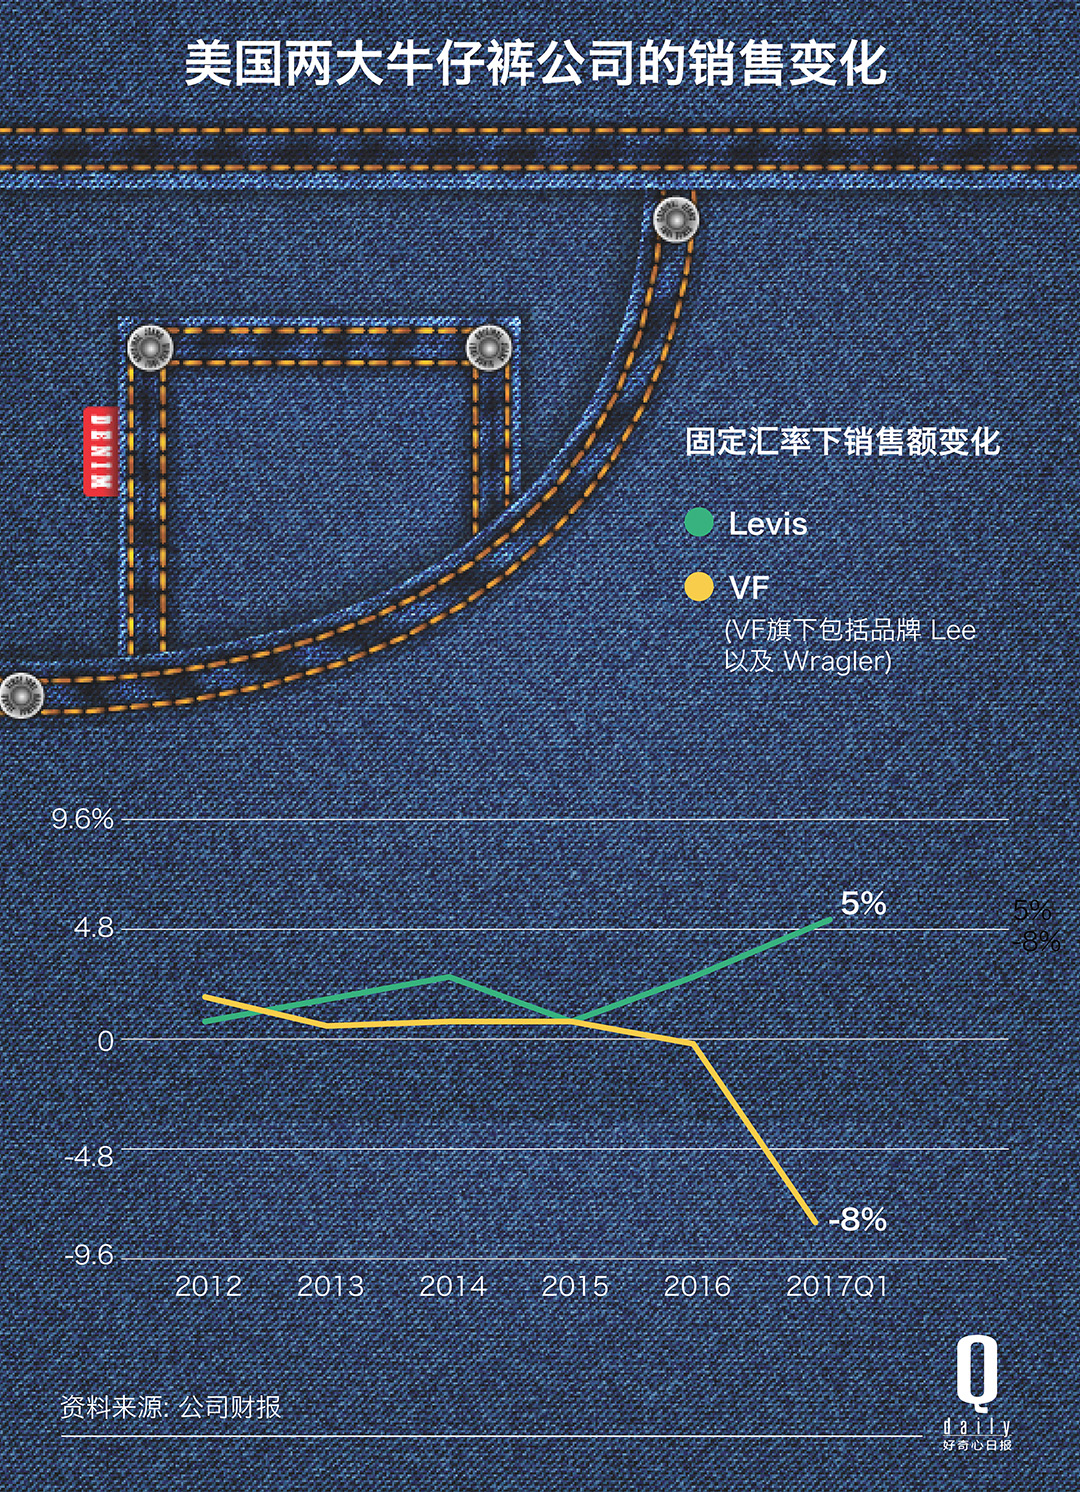 美国两大牛仔裤公司的销售变化
DENIM
固定汇率下销售额变化
Levis
VF
(VF旗下包括品牌 Lee
以及 Wragler)
9.6%
4.8
0
-4.8
-9.6
5%
-8%
5%
-8%
2012 2013 2014 2015 2016 2017Q1
资料来源: 公司财报
Q
daily
好奇心日报